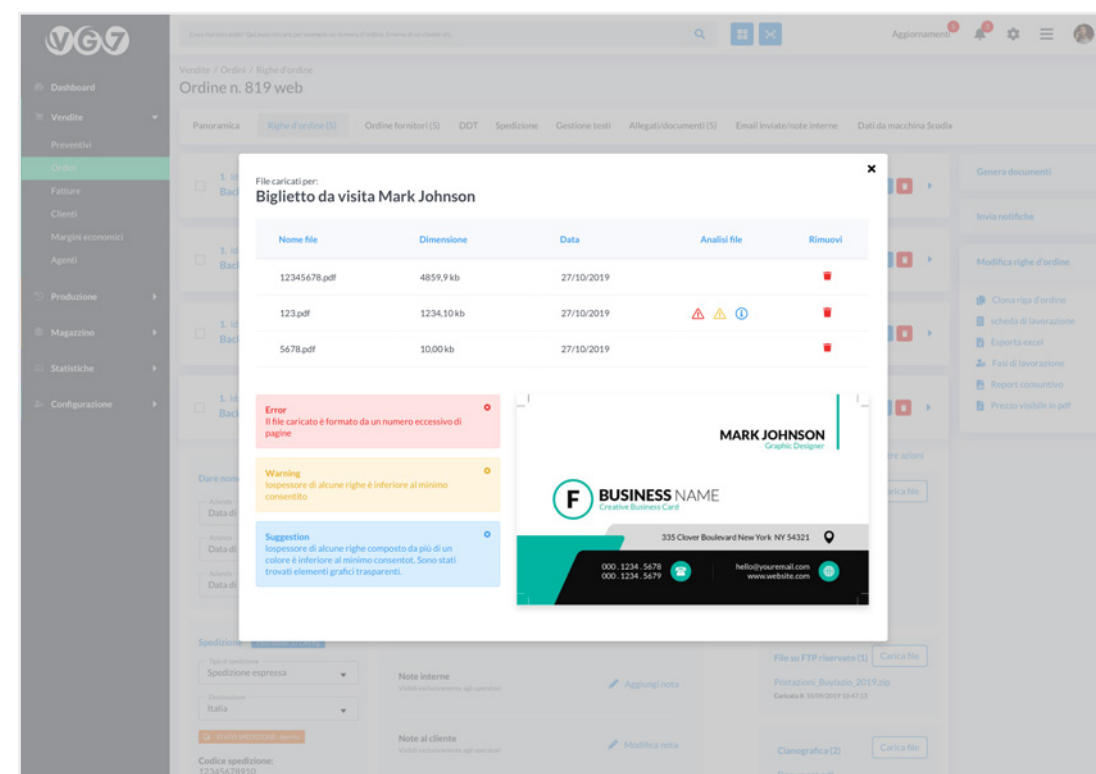 VG7
Aggiornamenti
Vendite / Ordini / Righe d'ordine
Ordine n. 819 web
Dashboard
Vendite
Preventivi
Ordini
Fatture
Clienti
Margini economici
Agenti
Produzione
Magazzino
Statistiche
Configurazione
Panoramica Righe d'ordine (5) Ordine fornitori (5) DDT Spedizione Gestione testi Allegati/documenti (5) Email inviate/note interne Dati da macchina Scodix
File caricati per:
Biglietto da visita Mark Johnson
Nome file Dimensione Data Analisi file Rimuovi
12345678.pdf 4859,9 kb 27/10/2019
123.pdf 1234,10 kb 27/10/2019
5678.pdf 10,00 kb 27/10/2019
Error
Il file caricato è formato da un numero eccessivo di
pagine
Warning
lospessore di alcune righe è inferiore al minimo
consentito
Suggestion
lospessore di alcune righe composto da più di un
colore è inferiore al minimo consentot. Sono stati
trovati elementi grafici trasparenti.
MARK JOHNSON
Graphic Designer
F
BUSINESS NAME
Creative Business Card
335 Clover Boulevard New York NY 54321
000 . 1234 . 5678
000 . 1234 . 5679
hello@youremail.com
www.website.com
Genera documenti
Invia notifiche
Modifica righe d'ordine
Clona riga d'ordine
scheda di lavorazione
Esporta excel
Fasi di lavorazione
Report consuntivo
Prezzo visibile in pdf
Spedizione
Tipo di spedizione
Spedizione espressa
Destinazione
Italia
Codice spedizione:
12345678910
Note interne
Visibili esclusivamente agli operatori
Aggiungi nota
Note al cliente
Visibili esclusivamente agli operatori
Modifica nota
File su FTP riservato (1) Carica file
Postazioni_Buylazio_2019.zip
Cianografica (2) Carica file